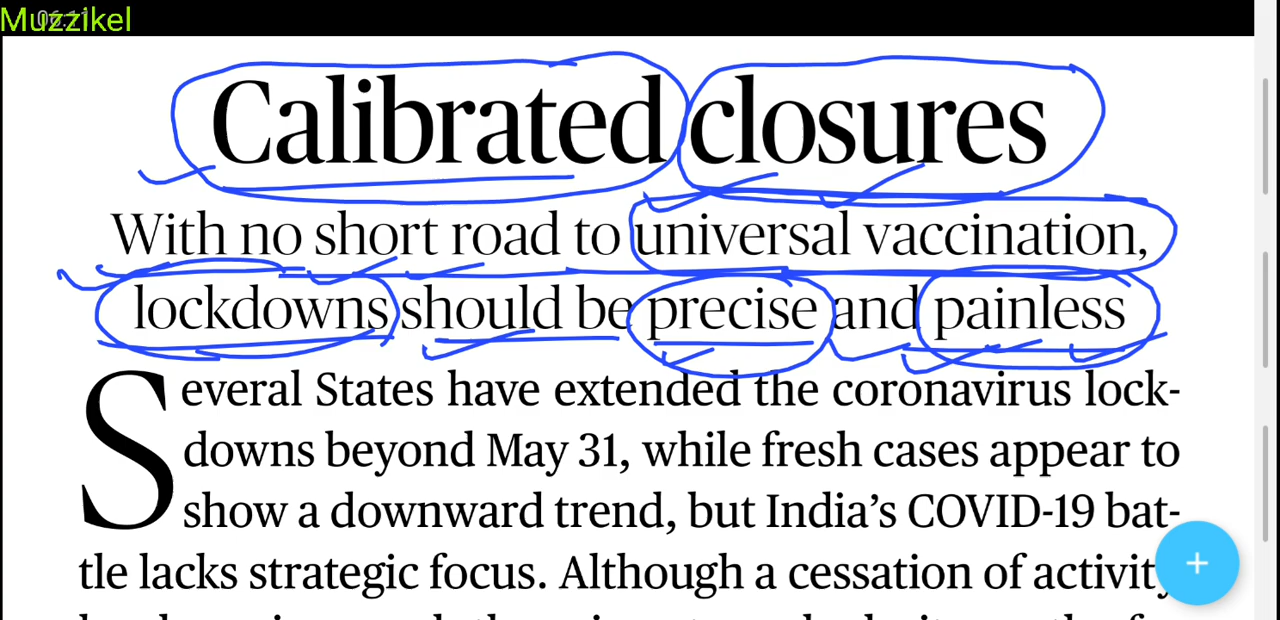 Muzzikel
Calibrated closures
With no short road to universal vaccination,
lockdowns should be precise and painless
Several States have extended the coronavirus lock-
downs beyond May 31, while fresh cases appear to
show a downward trend, but India's COVID-19 bat-
tle lacks strategic focus. Although a cessation of activity